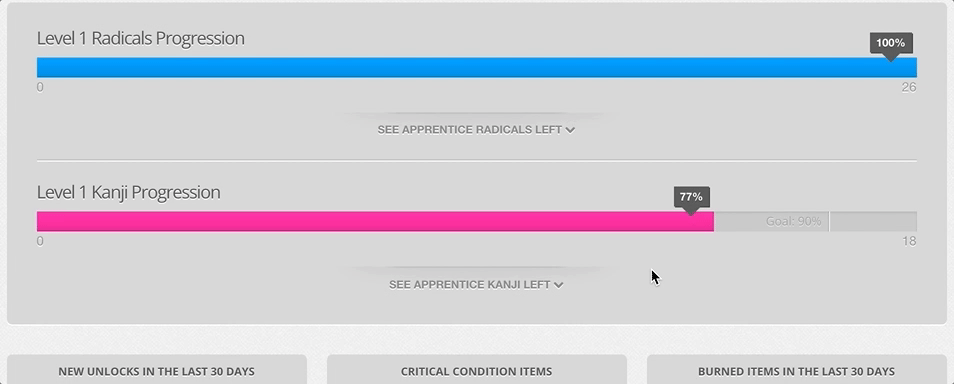 Level 1 Radicals Progression
100%
0
26
SEE APPRENTICE RADICALS LEFT
Level 1 Kanji Progression
77%
Goal: 90%
0
18
SEE APPRENTICE KANJI LEFT
NEW UNLOCKS IN THE LAST 30 DAYS
CRITICAL CONDITION ITEMS
BURNED ITEMS IN THE LAST 30 DAYS